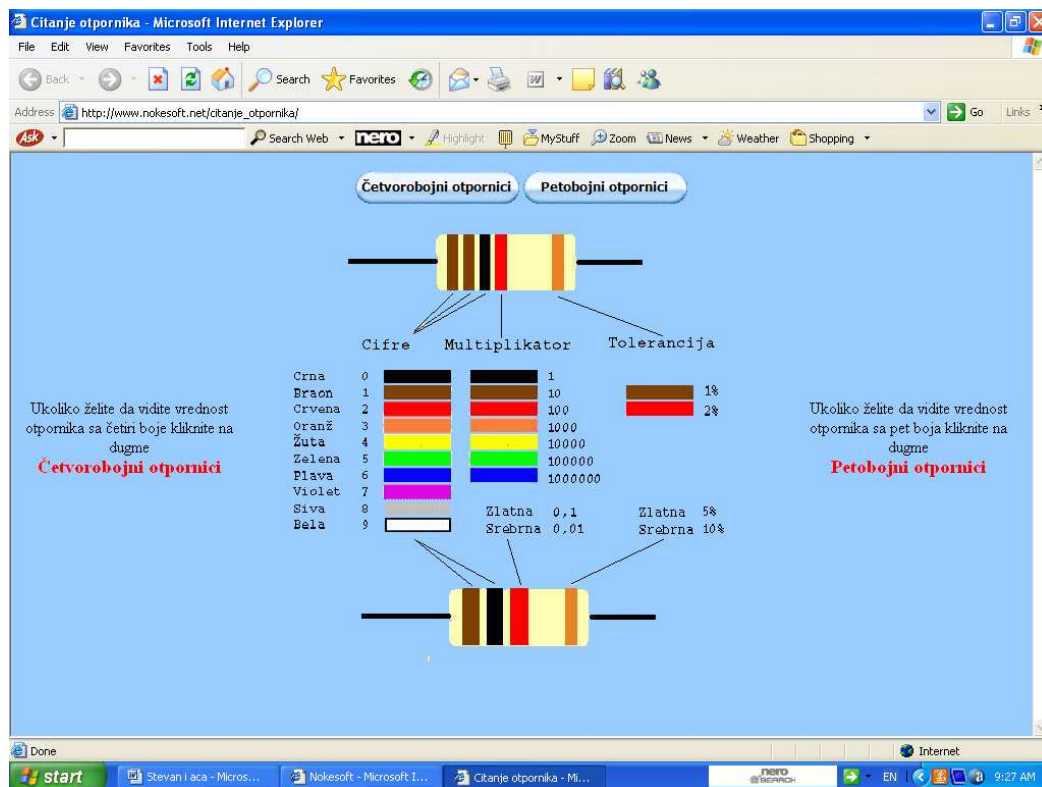 Citanje otpornika - Microsoft Internet Explorer
File Edit View Favorites Tools Help
Back Search Favorites
Address http://www.nokesoft.net/citanje_otpornika/ Go Links
Ask Search Web nero Highlight MyStuff Zoom News Weather Shopping
Četvorobojni otpornici Petobojni otpornici
Cifre Multiplikator Tolerancija
Crna 0 1
Braon 1 10 1%
Crvena 2 100 2%
Oranž 3 1000
Žuta 4 10000
Zelena 5 100000
Plava 6 1000000
Violet 7
Siva 8 Zlatna 0,1 Zlatna 5%
Bela 9 Srebrna 0,01 Srebrna 10%
Ukoliko želite da vidite vrednost
otpornika sa četiri boje kliknite na
dugme
Četvorobojni otpornici
Ukoliko želite da vidite vrednost
otpornika sa pet boja kliknite na
dugme
Petobojni otpornici
Done Internet
start Stevan i aca - Micros... Nokesoft - Microsoft I... Citanje otpornika - Mi... nero SEARCH EN 9:27 AM